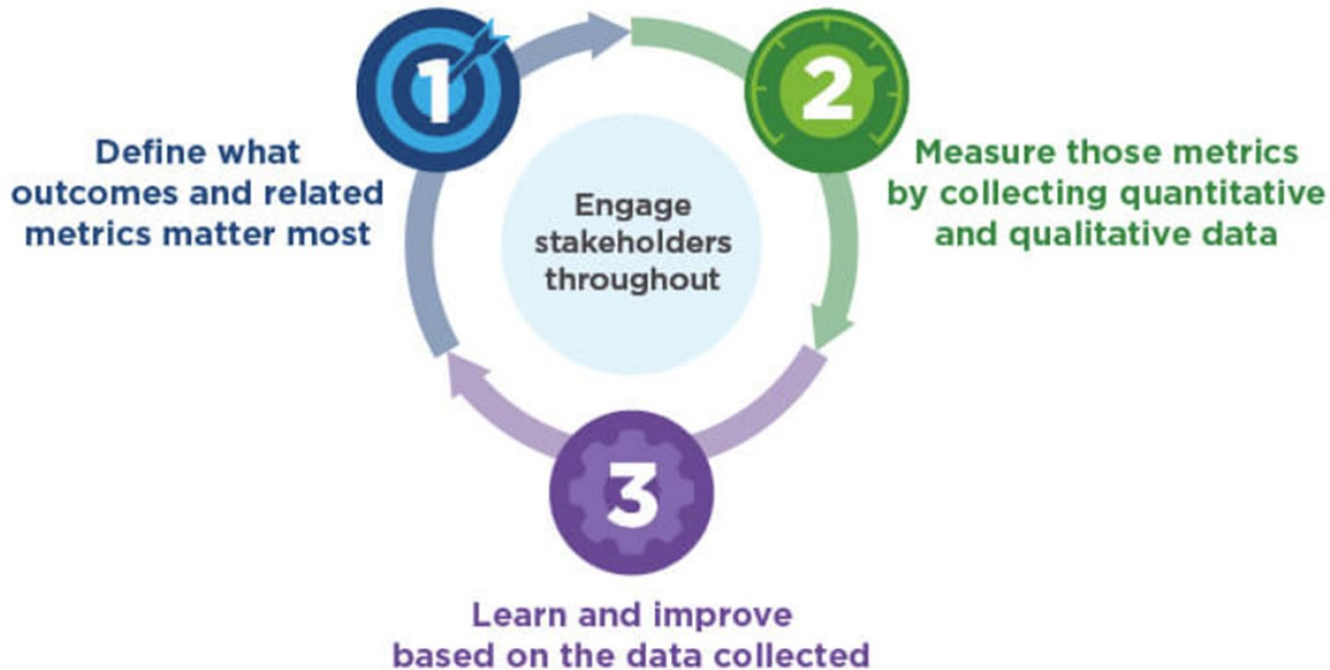 1
Define what
outcomes and related
metrics matter most
2
Measure those metrics
by collecting quantitative
and qualitative data
Engage
stakeholders
throughout
3
Learn and improve
based on the data collected